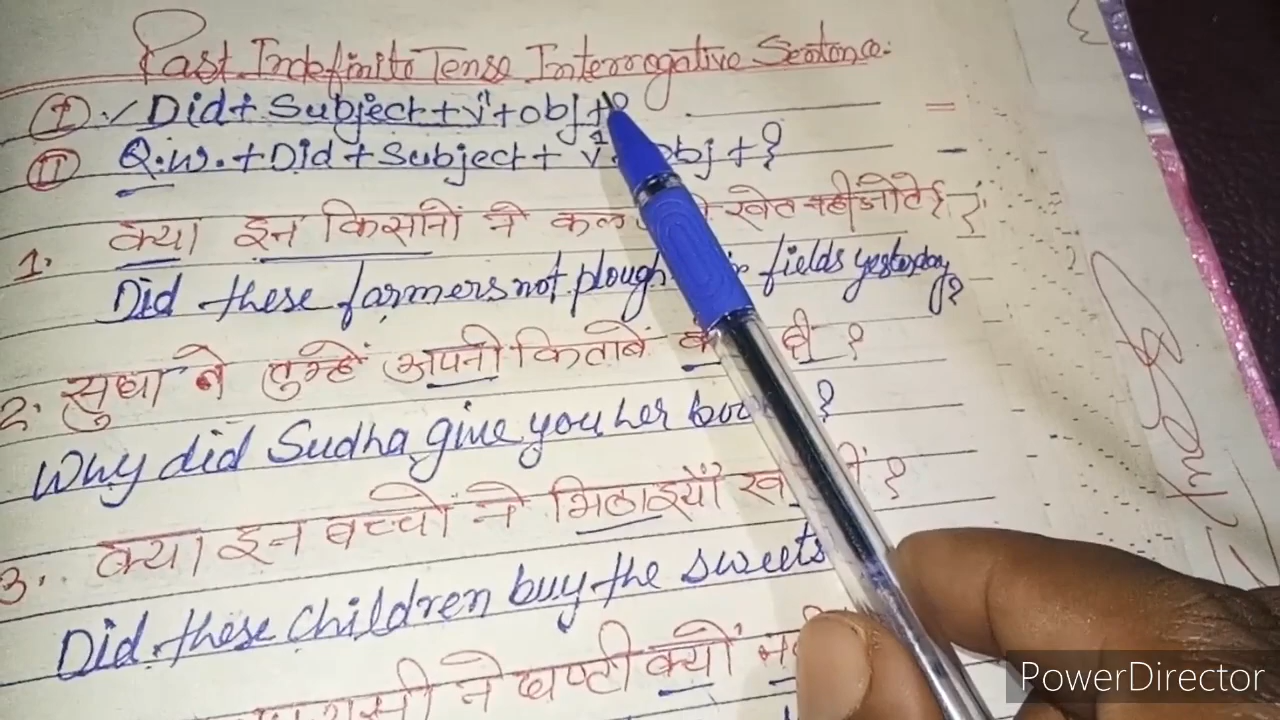 Past Indefinite Tense Interrogative Sentence.
I. ✓ Did + Subject + v¹ + obj + ?
II Q.w. + Did + Subject + v¹ obj + ?
1. क्या इन किसानों ने खेत नहीं जोते ?
Did these farmers not plough fields yesterday ?
2. सुधा ने तुम्हें अपनी किताबें दी ?
Why did Sudha give you her ?
3. क्या इन बच्चों ने मिठाइयाँ ?
Did these children buy the sweets
ने घण्टी क्यों
PowerDirector